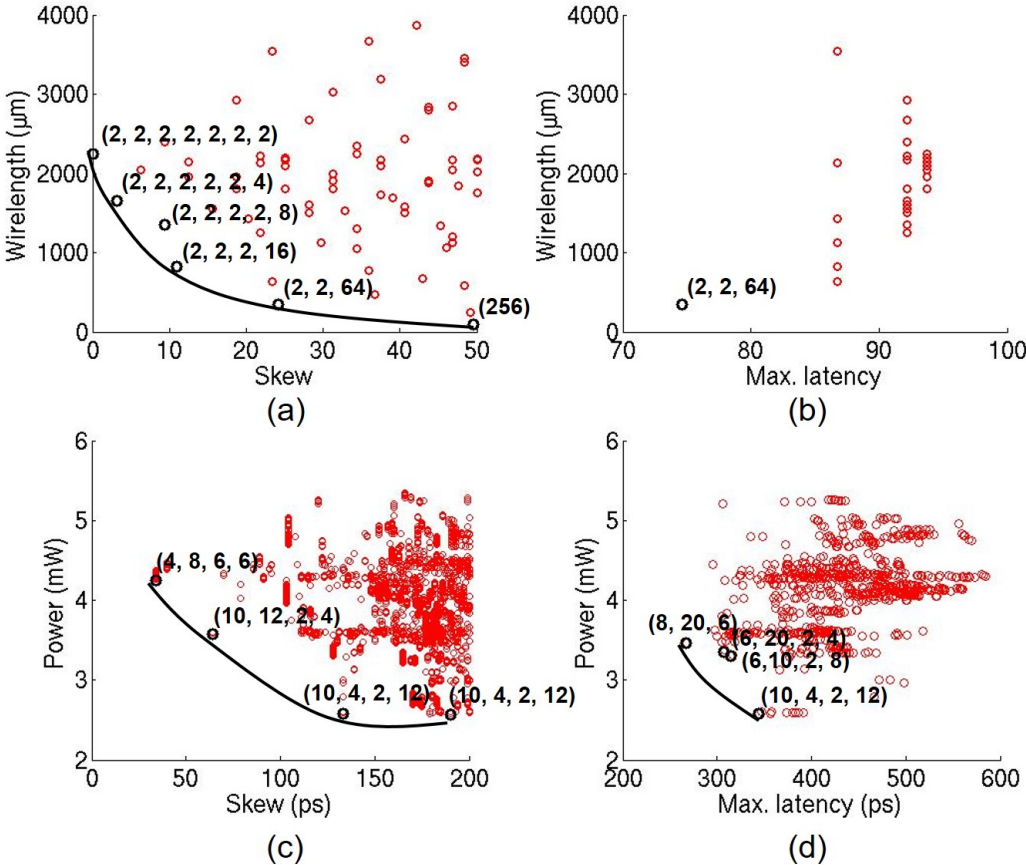 4000
3000
2000
1000
0
Wirelength (μm)
(2, 2, 2, 2, 2, 2, 2, 2)
(2, 2, 2, 2, 2, 2, 4)
(2, 2, 2, 2, 2, 8)
(2, 2, 2, 2, 16)
(2, 2, 64)
(256)
0 10 20 30 40 50
Skew
(a)
4000
3000
2000
1000
0
Wirelength (μm)
(2, 2, 64)
70 80 90 100
Max. latency
(b)
6
5
4
3
2
Power (mW)
(4, 8, 6, 6)
(10, 12, 2, 4)
(10, 4, 2, 12) (10, 4, 2, 12)
0 50 100 150 200
Skew (ps)
(c)
6
5
4
3
2
Power (mW)
(8, 20, 6)
(6, 20, 2, 4)
(6,10, 2, 8)
(10, 4, 2, 12)
200 300 400 500 600
Max. latency (ps)
(d)